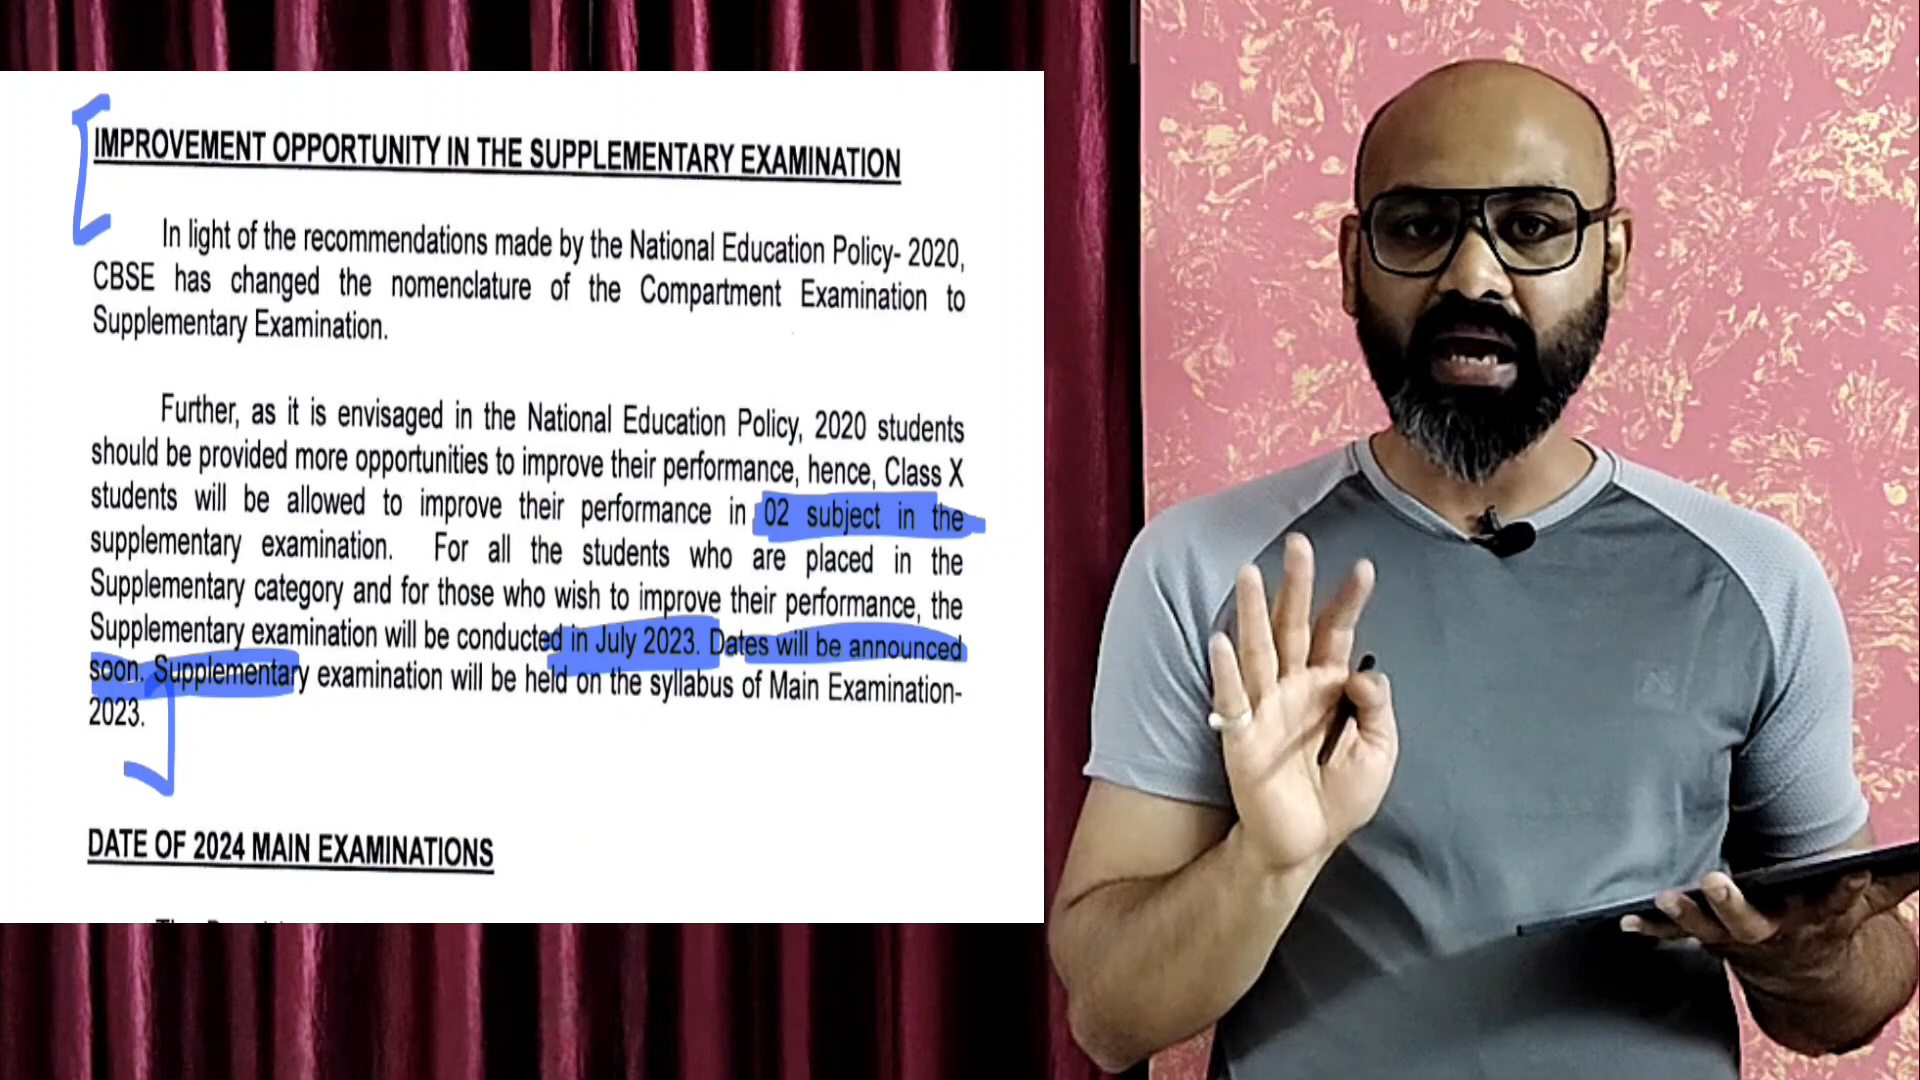 IMPROVEMENT OPPORTUNITY IN THE SUPPLEMENTARY EXAMINATION
In light of the recommendations made by the National Education Policy- 2020,
CBSE has changed the nomenclature of the Compartment Examination to
Supplementary Examination.
Further, as it is envisaged in the National Education Policy, 2020 students
should be provided more opportunities to improve their performance, hence, Class X
students will be allowed to improve their performance in 02 subject in the
supplementary examination. For all the students who are placed in the
Supplementary category and for those who wish to improve their performance, the
Supplementary examination will be conducted in July 2023. Dates will be announced
soon. Supplementary examination will be held on the syllabus of Main Examination-
2023.
DATE OF 2024 MAIN EXAMINATIONS